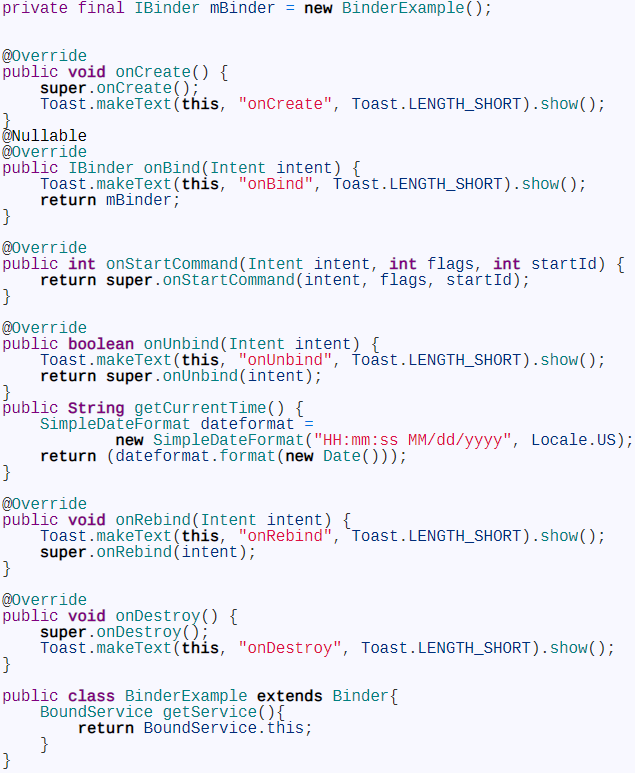 private final IBinder mBinder = new BinderExample();
@Override
public void onCreate() {
    super.onCreate();
    Toast.makeText(this, "onCreate", Toast.LENGTH_SHORT).show();
}
@Nullable
@Override
public IBinder onBind(Intent intent) {
    Toast.makeText(this, "onBind", Toast.LENGTH_SHORT).show();
    return mBinder;
}
@Override
public int onStartCommand(Intent intent, int flags, int startId) {
    return super.onStartCommand(intent, flags, startId);
}
@Override
public boolean onUnbind(Intent intent) {
    Toast.makeText(this, "onUnbind", Toast.LENGTH_SHORT).show();
    return super.onUnbind(intent);
}
public String getCurrentTime() {
    SimpleDateFormat dateformat =
            new SimpleDateFormat("HH:mm:ss MM/dd/yyyy", Locale.US);
    return (dateformat.format(new Date()));
}
@Override
public void onRebind(Intent intent) {
    Toast.makeText(this, "onRebind", Toast.LENGTH_SHORT).show();
    super.onRebind(intent);
}
@Override
public void onDestroy() {
    super.onDestroy();
    Toast.makeText(this, "onDestroy", Toast.LENGTH_SHORT).show();
}
public class BinderExample extends Binder{
    BoundService getService(){
        return BoundService.this;
    }
}